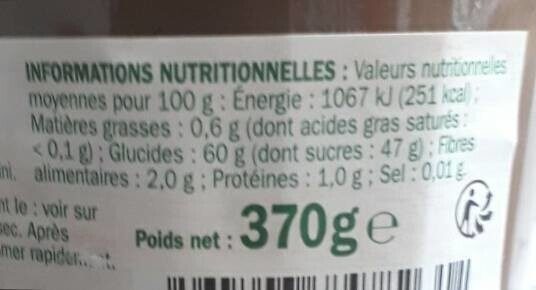 INFORMATIONS NUTRITIONNELLES : Valeurs nutritionnelles
moyennes pour 100 g : Énergie : 1067 kJ (251 kcal) ;
Matières grasses : 0,6 g (dont acides gras saturés :
< 0,1 g) ; Glucides : 60 g (dont sucres : 47 g) ; Fibres
alimentaires : 2,0 g ; Protéines : 1,0 g ; Sel : 0,01 g
le : voir sur
sec. Après
Poids net : 370g e